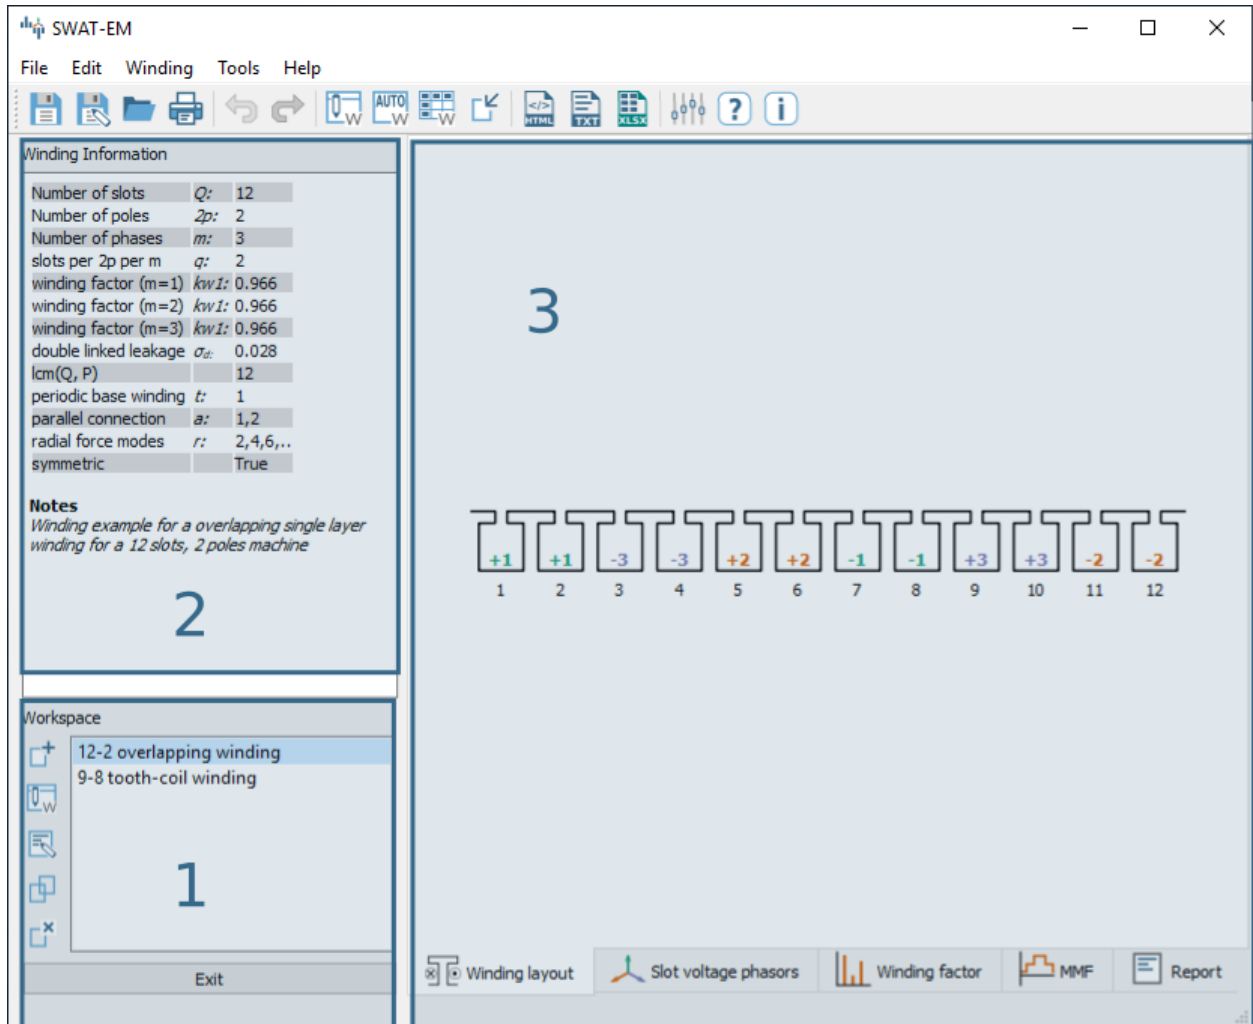 SWAT-EM
File Edit Winding Tools Help
W AUTO W W HTML TXT XLSX ? i
Winding Information
Number of slots Q: 12
Number of poles 2p: 2
Number of phases m: 3
slots per 2p per m q: 2
winding factor (m=1) kw1: 0.966
winding factor (m=2) kw1: 0.966
winding factor (m=3) kw1: 0.966
double linked leakage σd: 0.028
lcm(Q, P) 12
periodic base winding t: 1
parallel connection a: 1,2
radial force modes r: 2,4,6,..
symmetric True
Notes
Winding example for a overlapping single layer
winding for a 12 slots, 2 poles machine
2
Workspace
12-2 overlapping winding
9-8 tooth-coil winding
W
1
Exit
3
+1 +1 -3 -3 +2 +2 -1 -1 +3 +3 -2 -2
1 2 3 4 5 6 7 8 9 10 11 12
Winding layout Slot voltage phasors Winding factor MMF Report